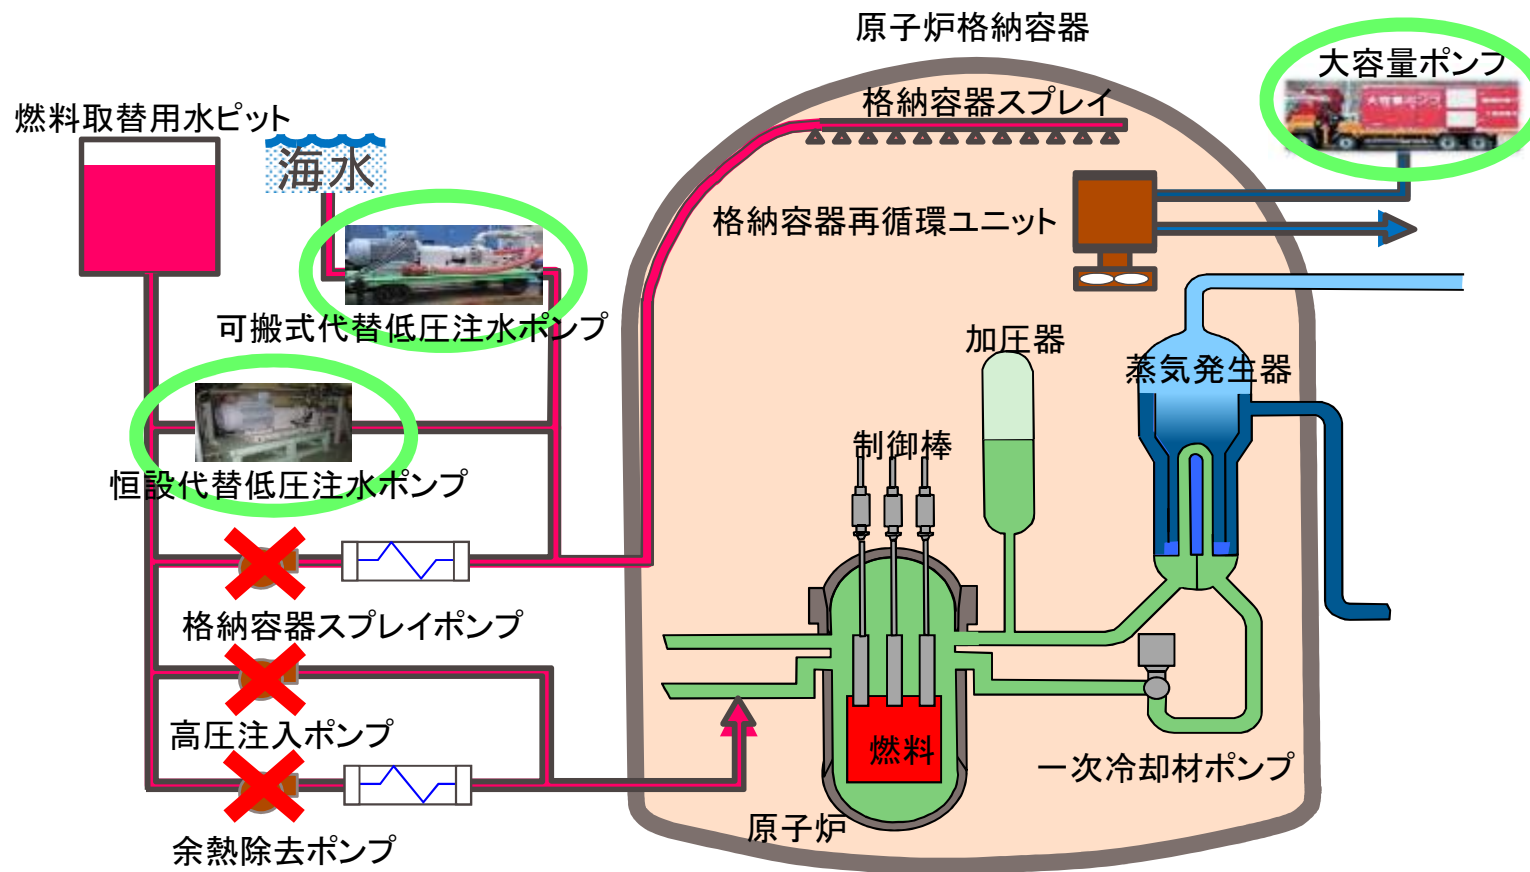 原子炉格納容器
大容量ポンプ
大容量ポンプ
格納容器スプレイ
燃料取替用水ピット
海水
格納容器再循環ユニット
可搬式代替低圧注水ポンプ
加圧器
蒸気発生器
制御棒
恒設代替低圧注水ポンプ
格納容器スプレイポンプ
高圧注入ポンプ
燃料
一次冷却材ポンプ
原子炉
余熱除去ポンプ